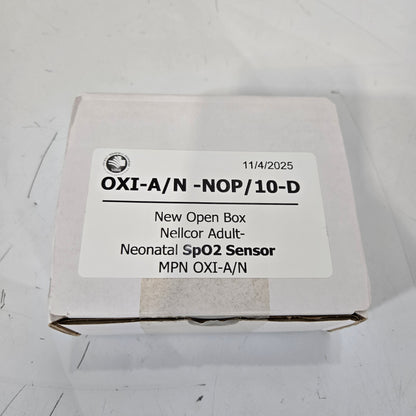 11/4/2025
OXI-A/N -NOP/10-D
New Open Box
Nellcor Adult-
Neonatal SpO2 Sensor
MPN OXI-A/N